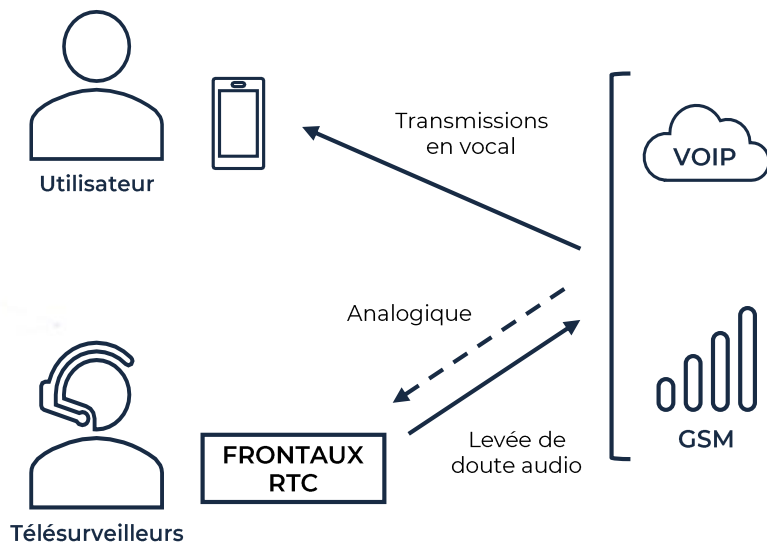 Transmissions
en vocal
VOIP
Utilisateur
Analogique
Levée de
doute audio
GSM
FRONTAUX
RTC
Télésurveilleurs